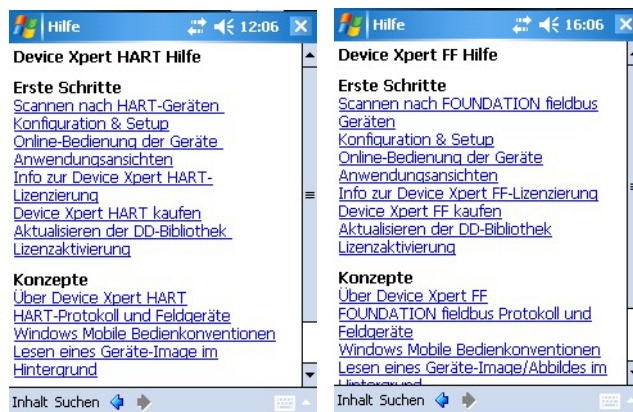 Hilfe 12:06
Device Xpert HART Hilfe
Erste Schritte
Scannen nach HART-Geräten
Konfiguration & Setup
Online-Bedienung der Geräte
Anwendungsansichten
Info zur Device Xpert HART-
Lizenzierung
Device Xpert HART kaufen
Aktualisieren der DD-Bibliothek
Lizenzaktivierung
Konzepte
Über Device Xpert HART
HART-Protokoll und Feldgeräte
Windows Mobile Bedienkonventionen
Lesen eines Geräte-Image im
Hintergrund
Inhalt Suchen
Hilfe 16:06
Device Xpert FF Hilfe
Erste Schritte
Scannen nach FOUNDATION fieldbus
Geräten
Konfiguration & Setup
Online-Bedienung der Geräte
Anwendungsansichten
Info zur Device Xpert FF-Lizenzierung
Device Xpert FF kaufen
Aktualisieren der DD-Bibliothek
Lizenzaktivierung
Konzepte
Über Device Xpert FF
FOUNDATION fieldbus Protokoll und
Feldgeräte
Windows Mobile Bedienkonventionen
Lesen eines Geräte-Image/Abbildes im
Hintergrund
Inhalt Suchen